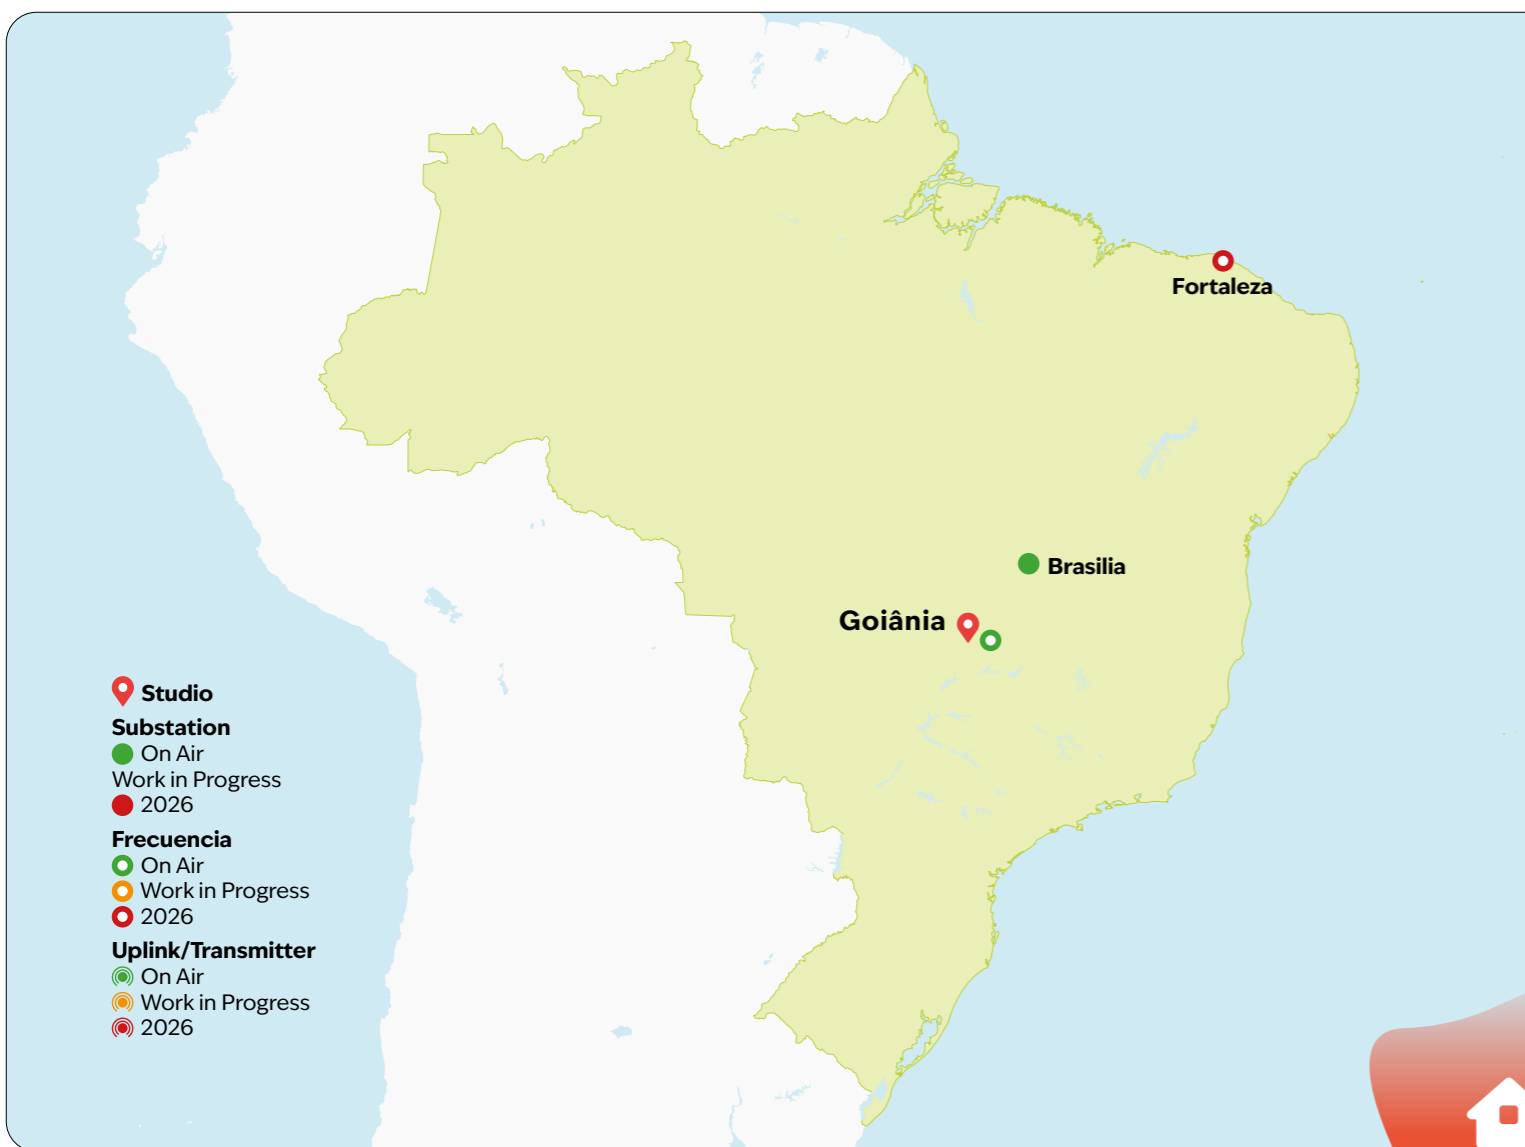 Fortaleza
Brasilia
Goiânia
Studio
Substation
On Air
Work in Progress
2026
Frecuencia
On Air
Work in Progress
2026
Uplink/Transmitter
On Air
Work in Progress
2026